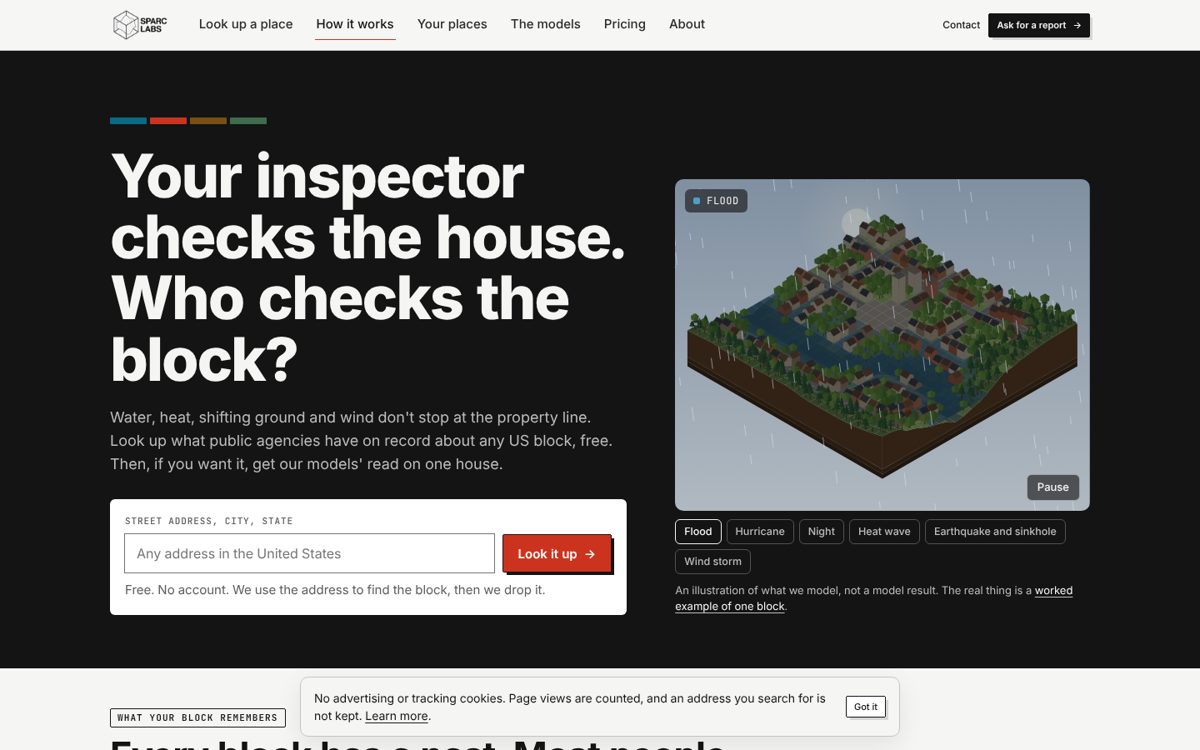 SPARC
LABS
Look up a place
How it works
Your places
The models
Pricing
About
Contact
Ask for a report →
Your inspector
checks the house.
Who checks the
block?
Water, heat, shifting ground and wind don't stop at the property line.
Look up what public agencies have on record about any US block, free.
Then, if you want it, get our models' read on one house.
STREET ADDRESS, CITY, STATE
Any address in the United States
Look it up →
Free. No account. We use the address to find the block, then we drop it.
FLOOD
Pause
Flood
Hurricane
Night
Heat wave
Earthquake and sinkhole
Wind storm
An illustration of what we model, not a model result. The real thing is a worked
example of one block.
WHAT YOUR BLOCK REMEMBERS
Every block has a past. Most people
No advertising or tracking cookies. Page views are counted, and an address you search for is
not kept. Learn more.
Got it